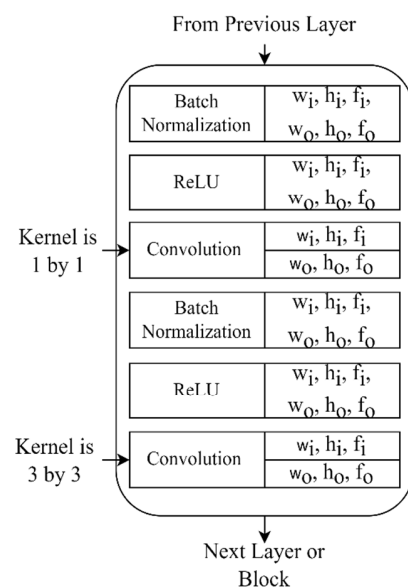 From Previous Layer
Batch
Normalization
wi, hi, fi,
wo, ho, fo
ReLU
wi, hi, fi,
wo, ho, fo
Kernel is
1 by 1
Convolution
wi, hi, fi
wo, ho, fo
Batch
Normalization
wi, hi, fi,
wo, ho, fo
ReLU
wi, hi, fi,
wo, ho, fo
Kernel is
3 by 3
Convolution
wi, hi, fi
wo, ho, fo
Next Layer or
Block